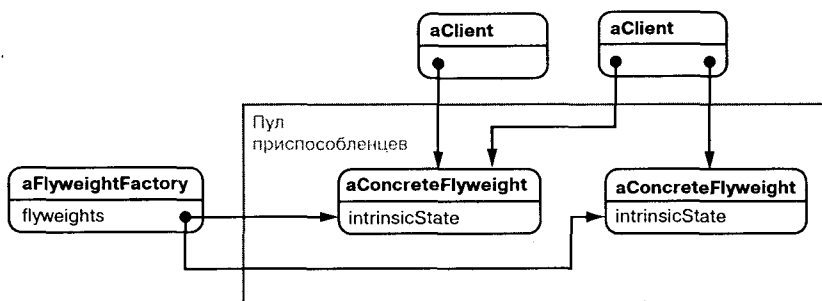 aClient
aClient
Пул
приспособленцев
aFlyweightFactory
flyweights
aConcreteFlyweight
intrinsicState
aConcreteFlyweight
intrinsicState